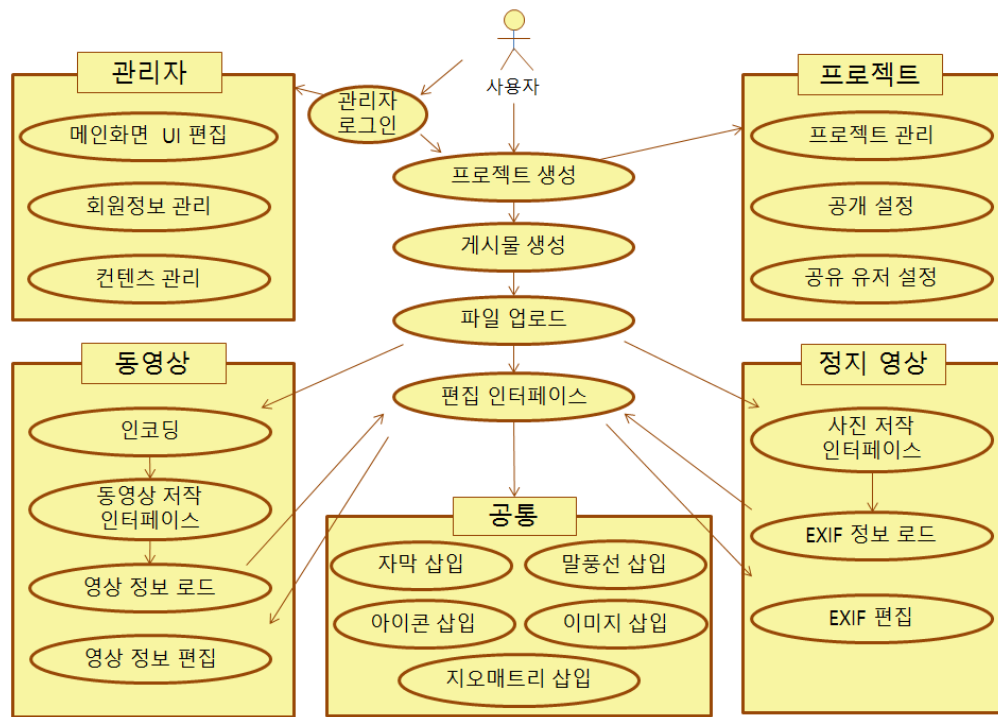 사용자
관리자
관리자
로그인
메인화면 UI 편집
회원정보 관리
컨텐츠 관리
프로젝트
프로젝트 관리
공개 설정
공유 유저 설정
프로젝트 생성
게시물 생성
파일 업로드
편집 인터페이스
동영상
인코딩
동영상 저작
인터페이스
영상 정보 로드
영상 정보 편집
공통
자막 삽입
말풍선 삽입
아이콘 삽입
이미지 삽입
지오매트리 삽입
정지 영상
사진 저작
인터페이스
EXIF 정보 로드
EXIF 편집